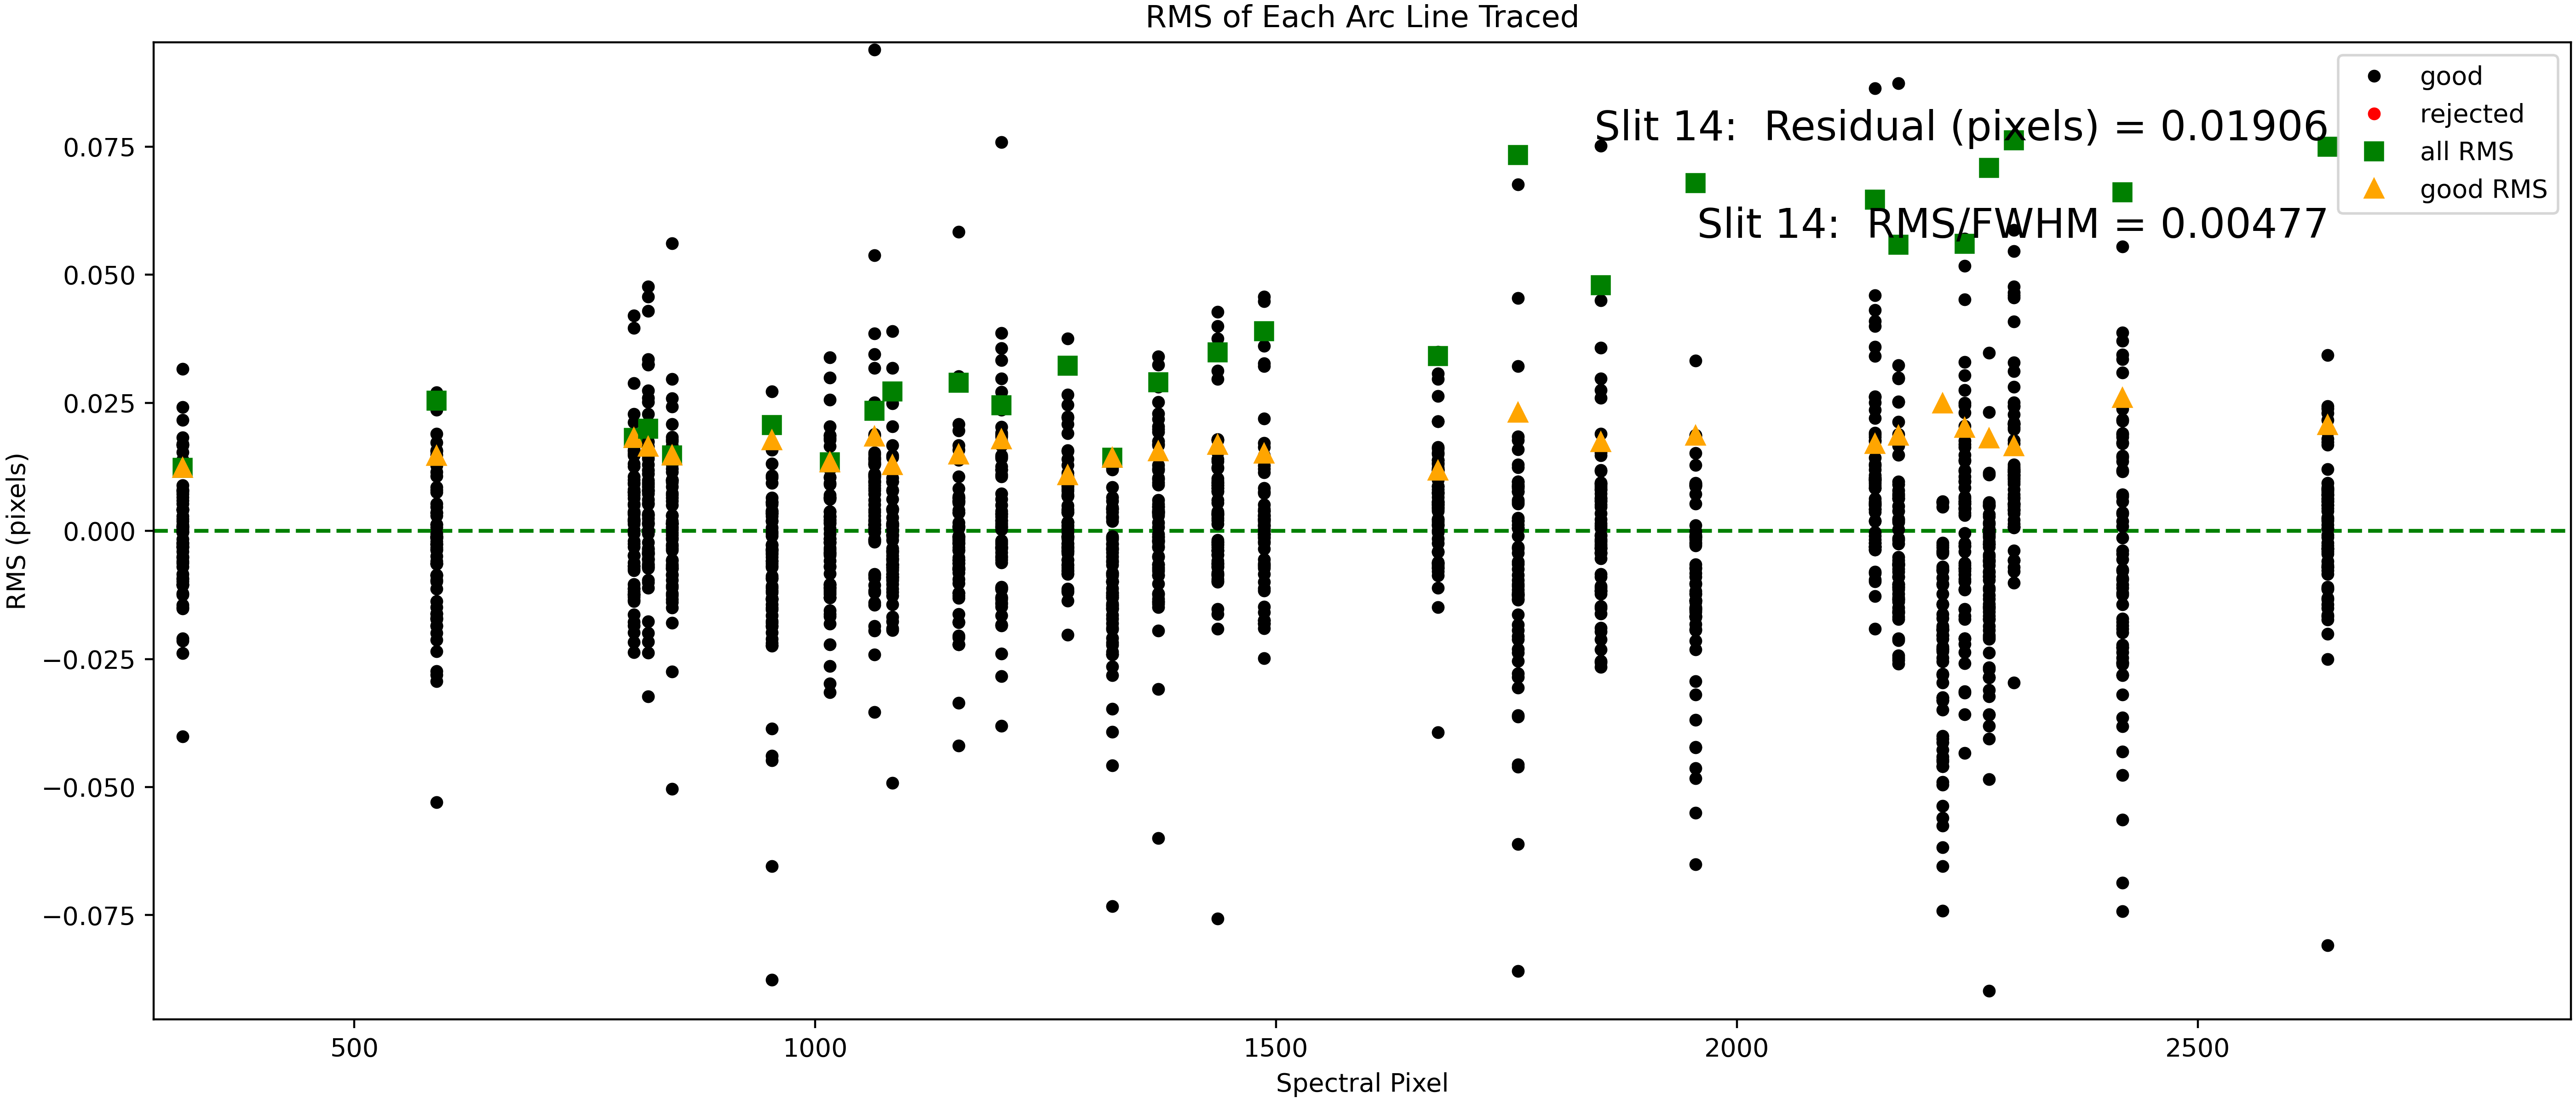 RMS of Each Arc Line Traced
good
rejected
all RMS
good RMS
Slit 14:  Residual (pixels) = 0.01906
Slit 14:  RMS/FWHM = 0.00477
RMS (pixels)
0.075
0.050
0.025
0.000
−0.025
−0.050
−0.075
500
1000
1500
2000
2500
Spectral Pixel